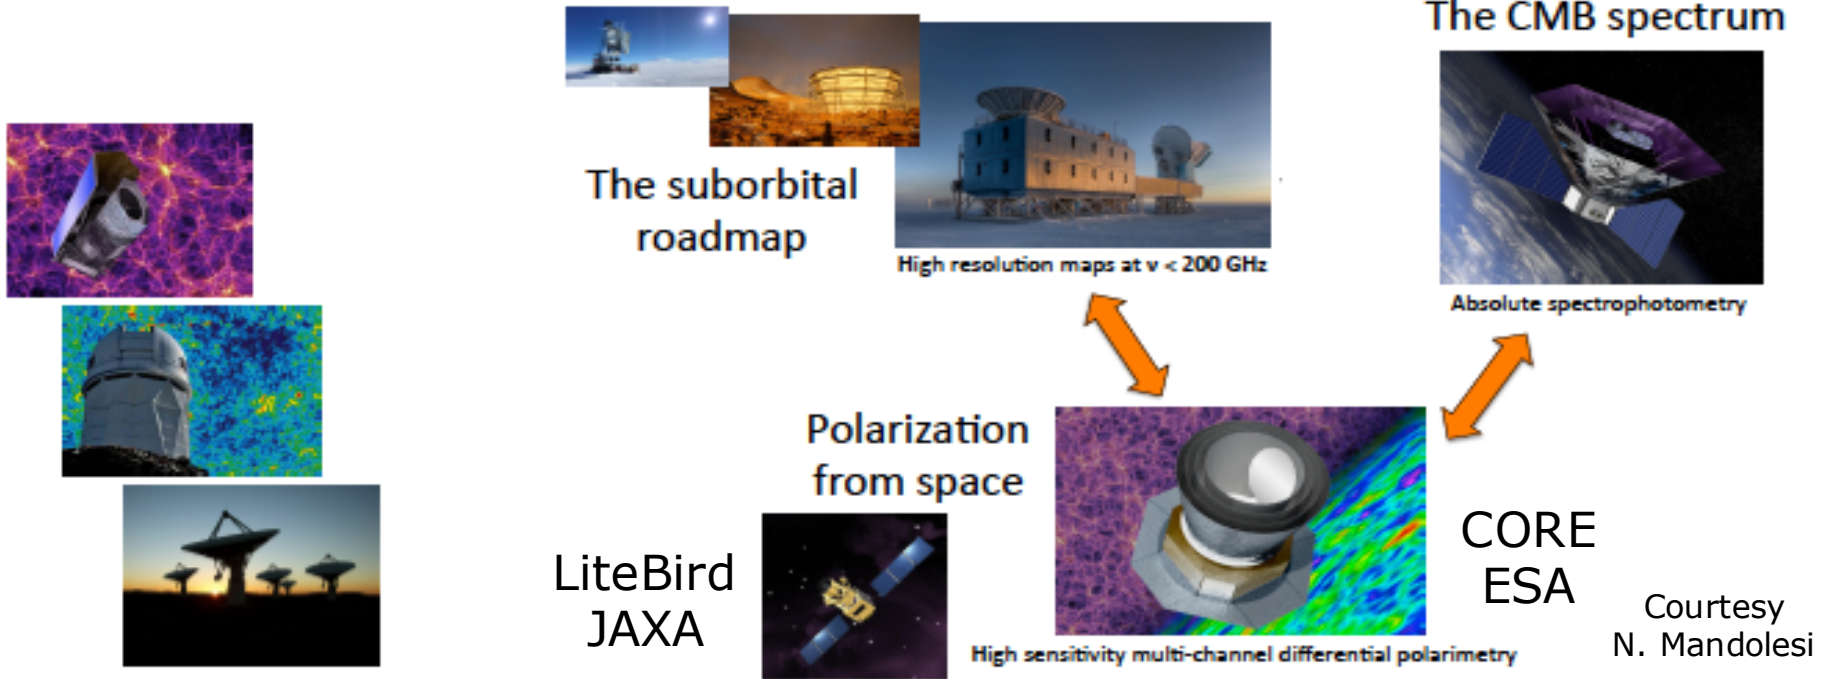 The CMB spectrum
The suborbital
roadmap
High resolution maps at ν < 200 GHz
Absolute spectrophotometry
Polarization
from space
LiteBird
JAXA
CORE
ESA
Courtesy
N. Mandolesi
High sensitivity multi-channel differential polarimetry